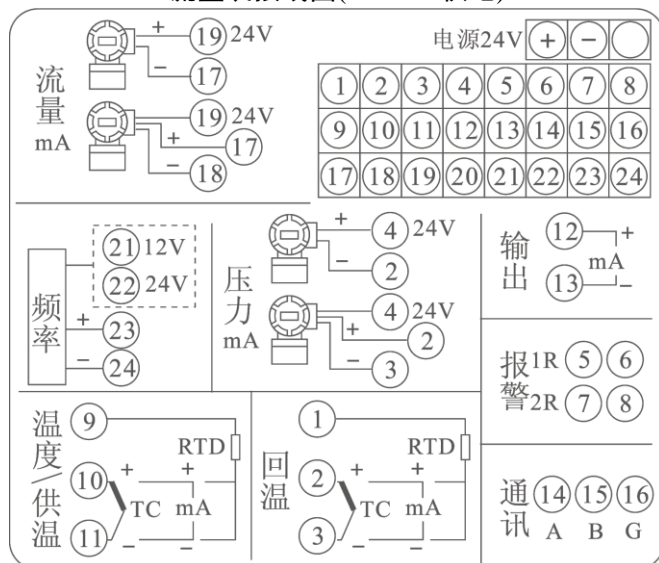 流量 mA
+ 19 24V
− 17
19 24V
+ 17
− 18
电源24V + −
1 2 3 4 5 6 7 8
9 10 11 12 13 14 15 16
17 18 19 20 21 22 23 24
频率
21 12V
22 24V
+ 23
− 24
压力 mA
+ 4 24V
− 2
4 24V
+ 2
− 3
输出
12 +
mA
13 −
报警
1R 5 6
2R 7 8
温度/供温
9
RTD
10 + +
TC mA
11 − −
回温
1
RTD
2 + +
TC mA
3 − −
通讯
14 15 16
A B G